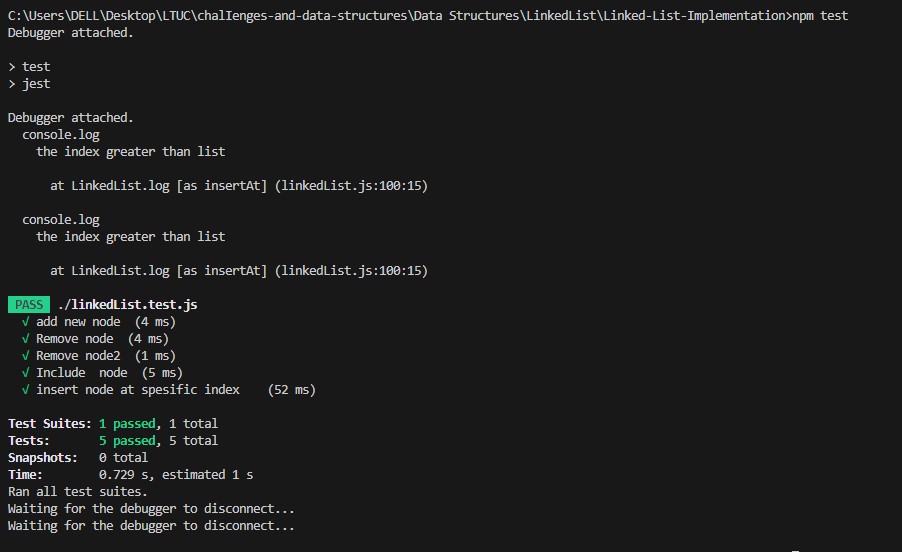 C:\Users\DELL\Desktop\LTUC\chalIenges-and-data-structures\Data Structures\LinkedList\Linked-List-Implementation>npm test
Debugger attached.
> test
> jest
Debugger attached.
console.log
the index greater than list
at LinkedList.log [as insertAt] (linkedList.js:100:15)
console.log
the index greater than list
at LinkedList.log [as insertAt] (linkedList.js:100:15)
PASS ./linkedList.test.js
√ add new node (4 ms)
√ Remove node (4 ms)
√ Remove node2 (1 ms)
√ Include node (5 ms)
√ insert node at spesific index (52 ms)
Test Suites: 1 passed, 1 total
Tests: 5 passed, 5 total
Snapshots: 0 total
Time: 0.729 s, estimated 1 s
Ran all test suites.
Waiting for the debugger to disconnect...
Waiting for the debugger to disconnect...